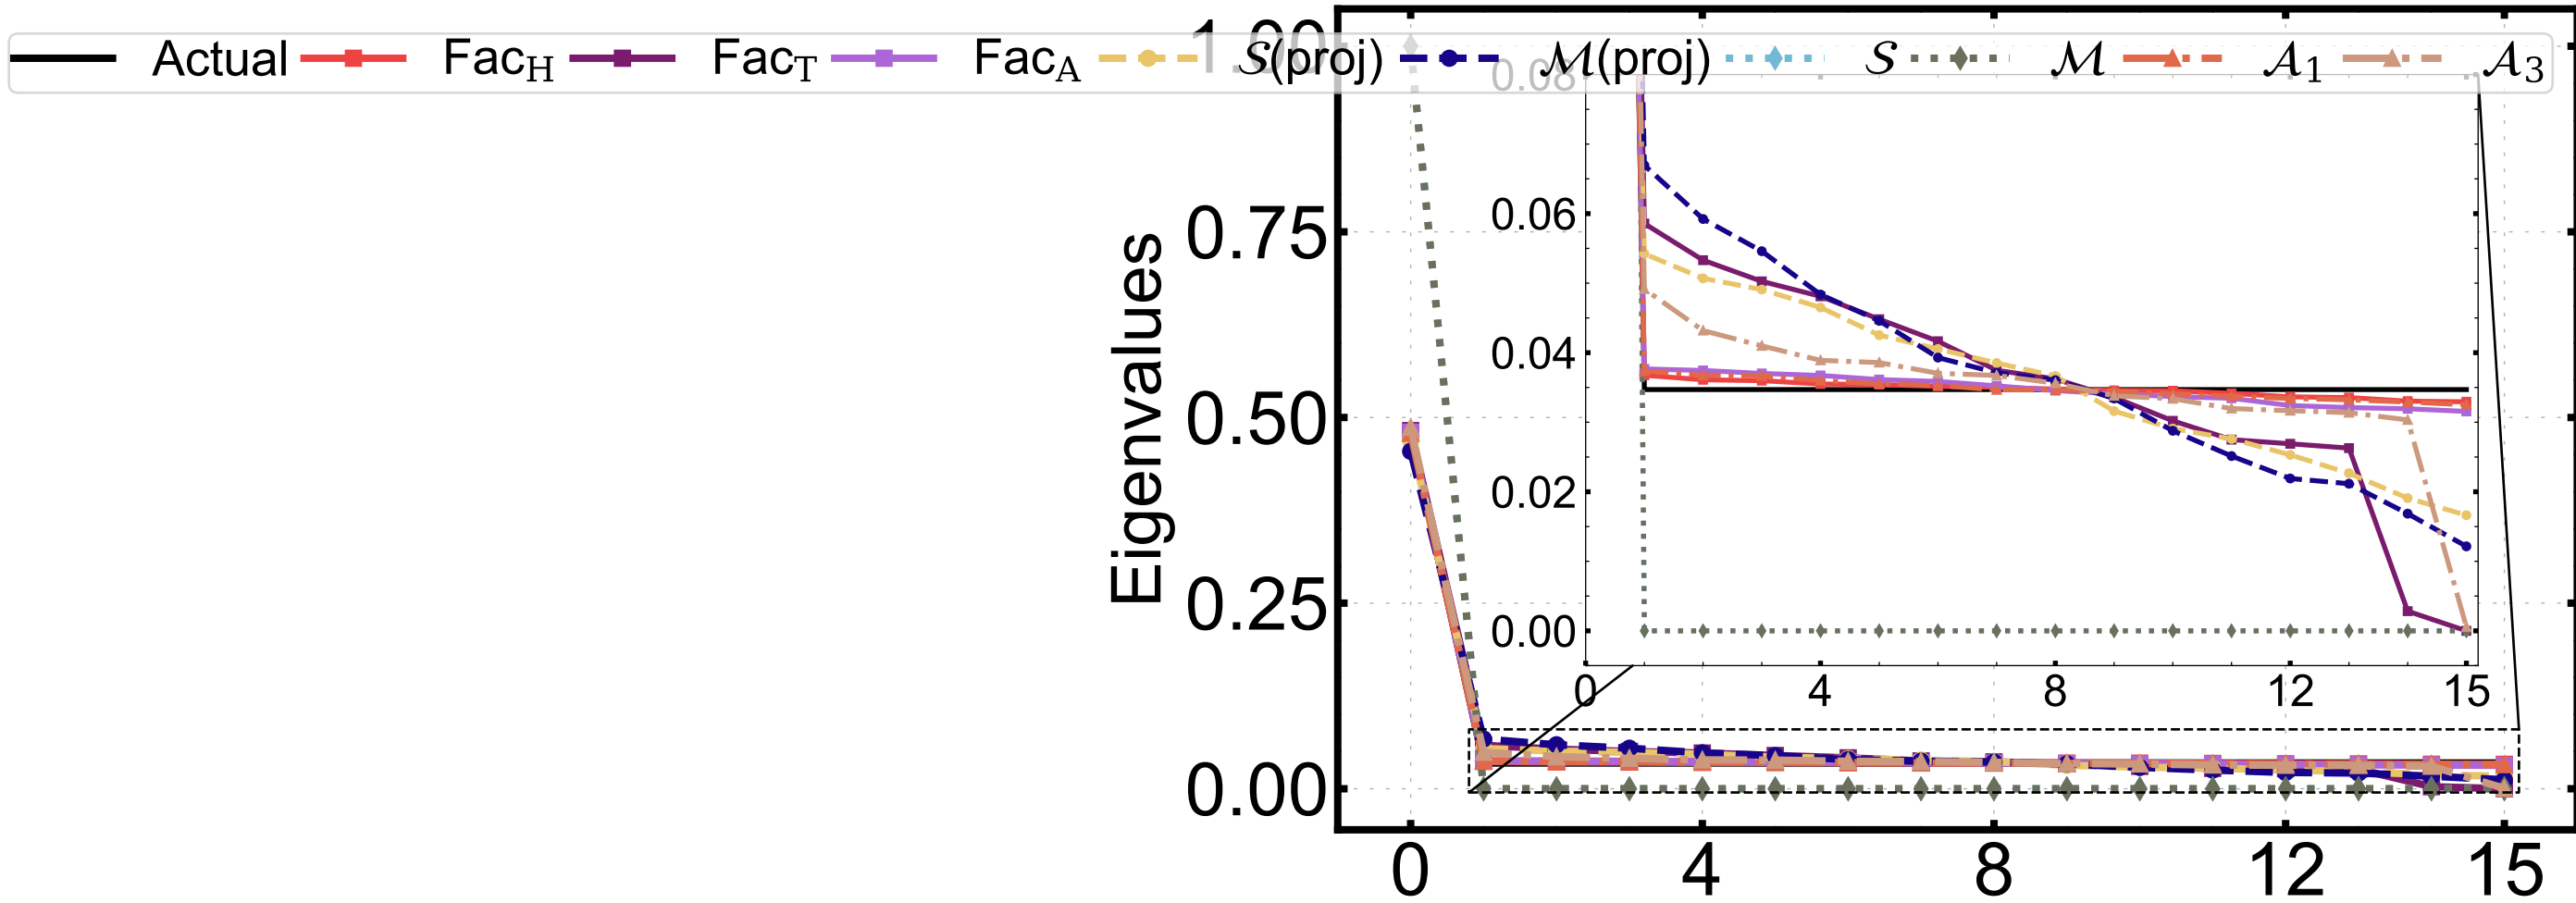 Actual Fac_H Fac_T Fac_A 𝒮(proj) ℳ(proj) 𝒮 ℳ 𝒜_1 𝒜_3
1.00
0.75
0.50
0.25
0.00
Eigenvalues
0.08
0.06
0.04
0.02
0.00
0 4 8 12 15
0 4 8 12 15